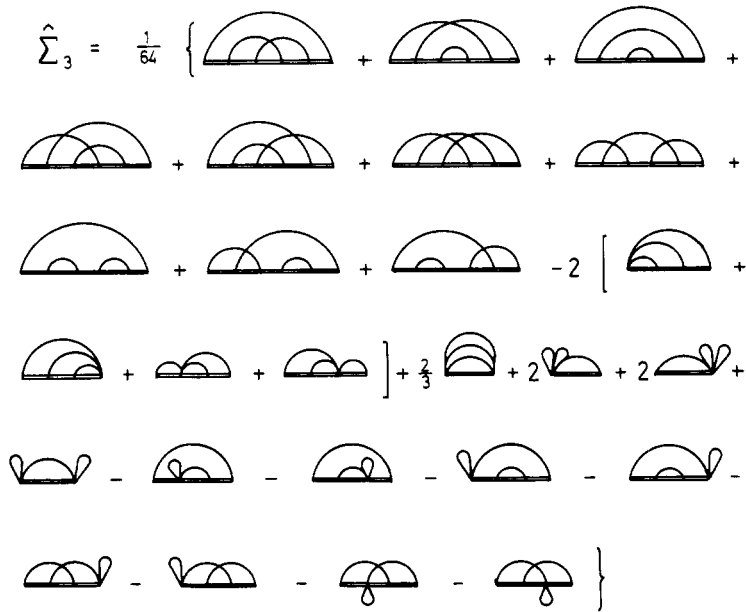 Σ̂₃ = 1/64 { + + +
+ + + +
+ + - 2 [ +
+ + ] + 2/3 + 2 + 2 +
- - - - -
- - - }